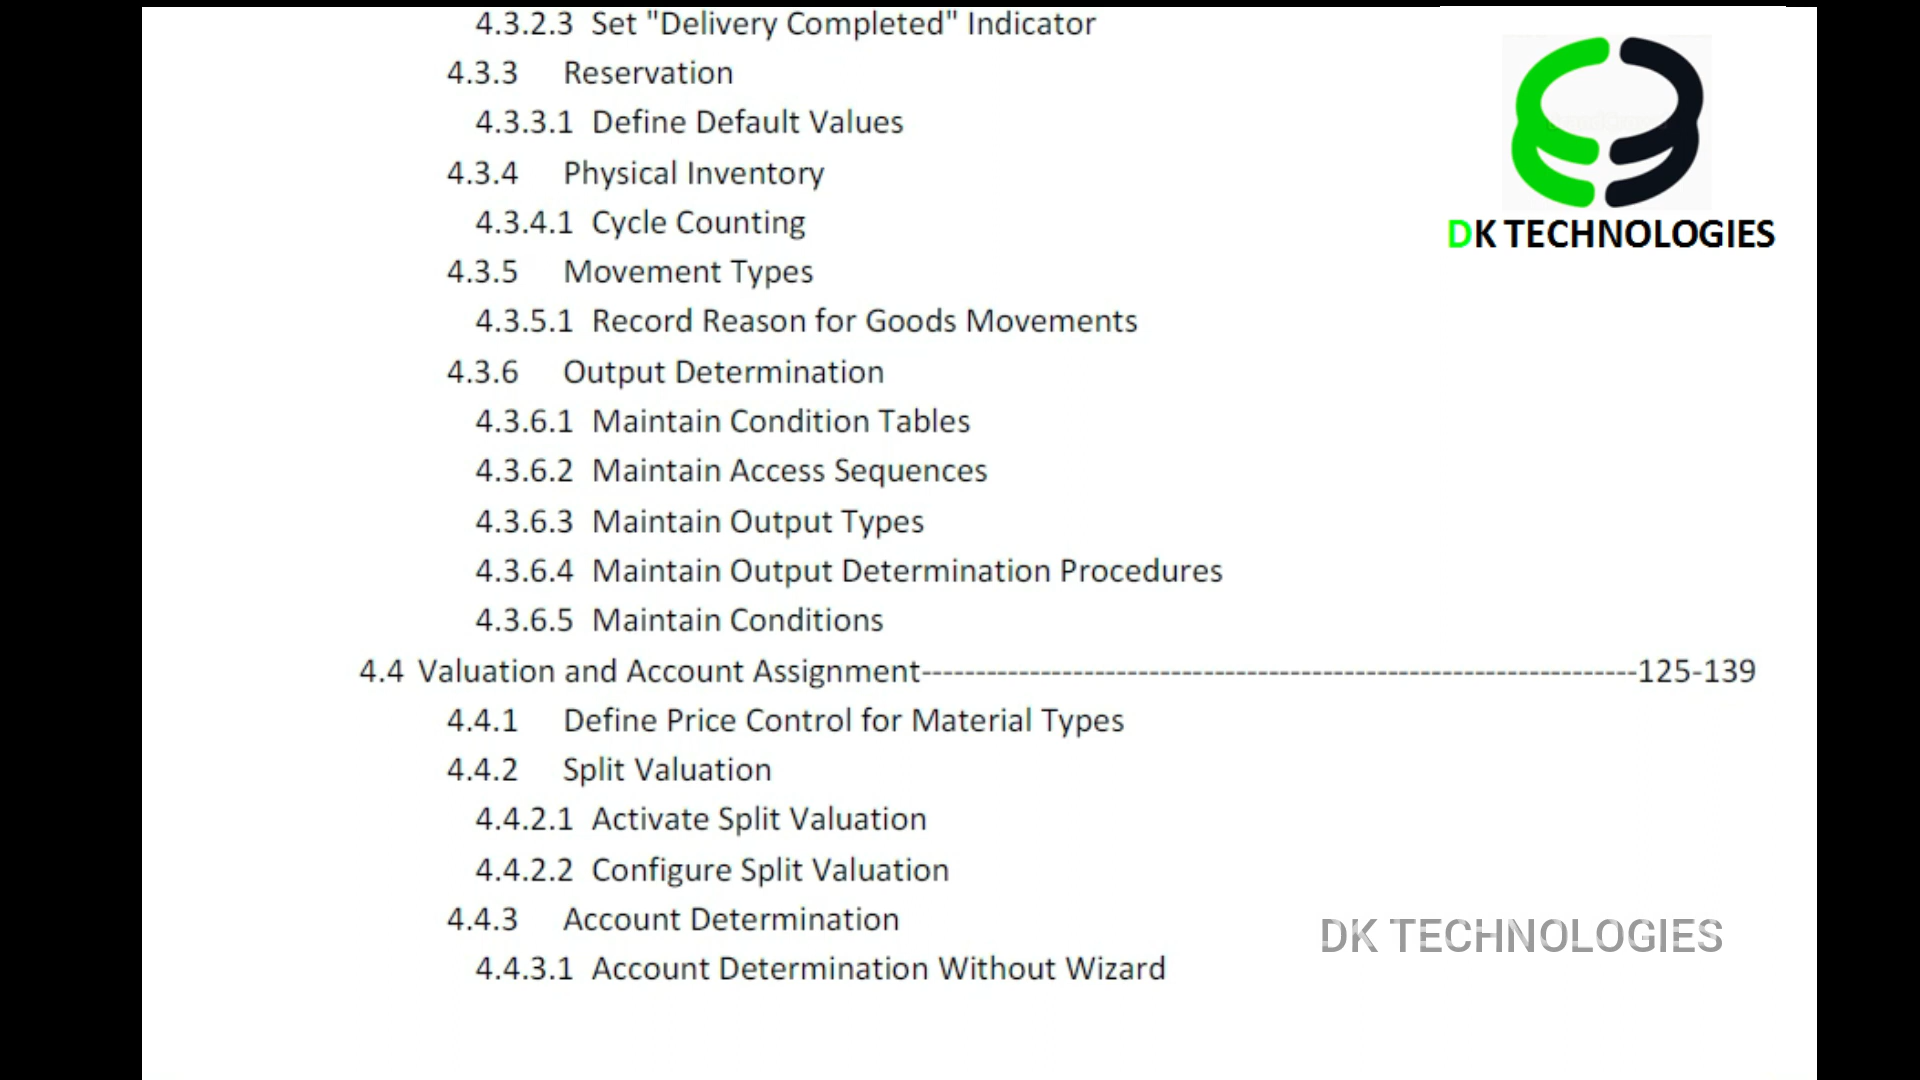 4.3.2.3 Set "Delivery Completed" Indicator
4.3.3 Reservation
4.3.3.1 Define Default Values
4.3.4 Physical Inventory
4.3.4.1 Cycle Counting
4.3.5 Movement Types
4.3.5.1 Record Reason for Goods Movements
4.3.6 Output Determination
4.3.6.1 Maintain Condition Tables
4.3.6.2 Maintain Access Sequences
4.3.6.3 Maintain Output Types
4.3.6.4 Maintain Output Determination Procedures
4.3.6.5 Maintain Conditions
4.4 Valuation and Account Assignment------------------------------------------------------------------125-139
4.4.1 Define Price Control for Material Types
4.4.2 Split Valuation
4.4.2.1 Activate Split Valuation
4.4.2.2 Configure Split Valuation
4.4.3 Account Determination
4.4.3.1 Account Determination Without Wizard
DK TECHNOLOGIES
DK TECHNOLOGIES